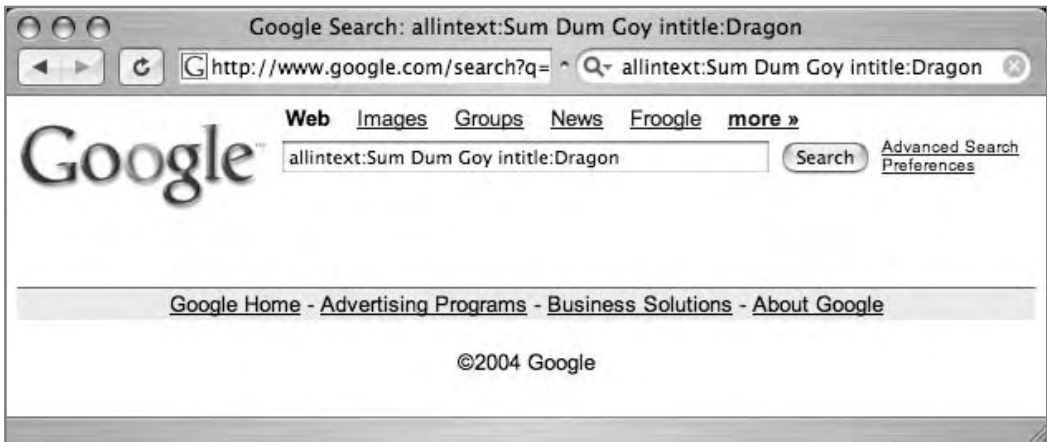 Google Search: allintext:Sum Dum Goy intitle:Dragon
G http://www.google.com/search?q= Q allintext:Sum Dum Goy intitle:Dragon
Web Images Groups News Froogle more »
Google™ allintext:Sum Dum Goy intitle:Dragon Search Advanced Search
Preferences
Google Home - Advertising Programs - Business Solutions - About Google
©2004 Google